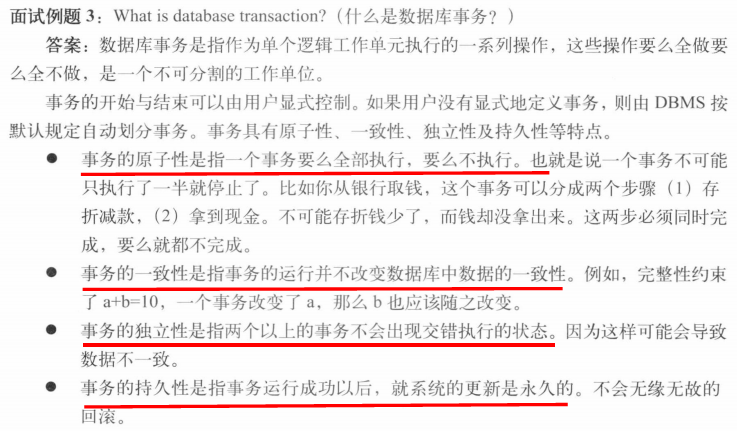 面试例题 3：What is database transaction?（什么是数据库事务？）
答案：数据库事务是指作为单个逻辑工作单元执行的一系列操作，这些操作要么全做要
么全不做，是一个不可分割的工作单位。
事务的开始与结束可以由用户显式控制。如果用户没有显式地定义事务，则由 DBMS 按
默认规定自动划分事务。事务具有原子性、一致性、独立性及持久性等特点。
● 事务的原子性是指一个事务要么全部执行，要么不执行。也就是说一个事务不可能
只执行了一半就停止了。比如你从银行取钱，这个事务可以分成两个步骤（1）存
折减款，（2）拿到现金。不可能存折钱少了，而钱却没拿出来。这两步必须同时完
成，要么就都不完成。
● 事务的一致性是指事务的运行并不改变数据库中数据的一致性。例如，完整性约束
了 a+b=10，一个事务改变了 a，那么 b 也应该随之改变。
● 事务的独立性是指两个以上的事务不会出现交错执行的状态。因为这样可能会导致
数据不一致。
● 事务的持久性是指事务运行成功以后，就系统的更新是永久的。不会无缘无故的
回滚。